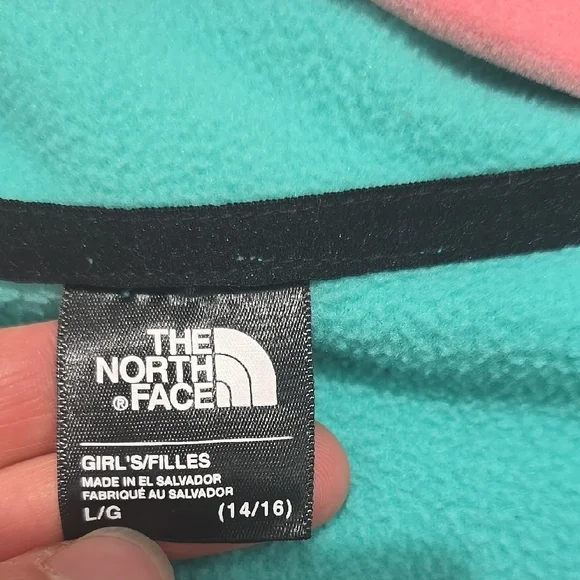 THE
NORTH
® FACE
GIRL'S/FILLES
MADE IN EL SALVADOR
FABRIQUÉ AU SALVADOR
L/G (14/16)